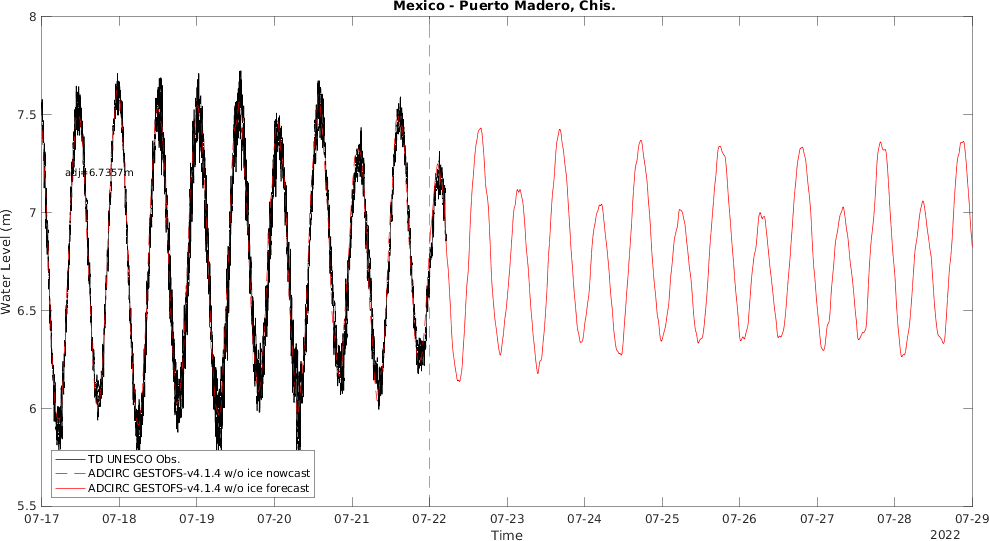 Mexico - Puerto Madero, Chis.
8
7.5
7
6.5
6
5.5
Water Level (m)
adj=6.7357m
TD UNESCO Obs.
ADCIRC GESTOFS-v4.1.4 w/o ice nowcast
ADCIRC GESTOFS-v4.1.4 w/o ice forecast
07-17 07-18 07-19 07-20 07-21 07-22 07-23 07-24 07-25 07-26 07-27 07-28 07-29
Time
2022